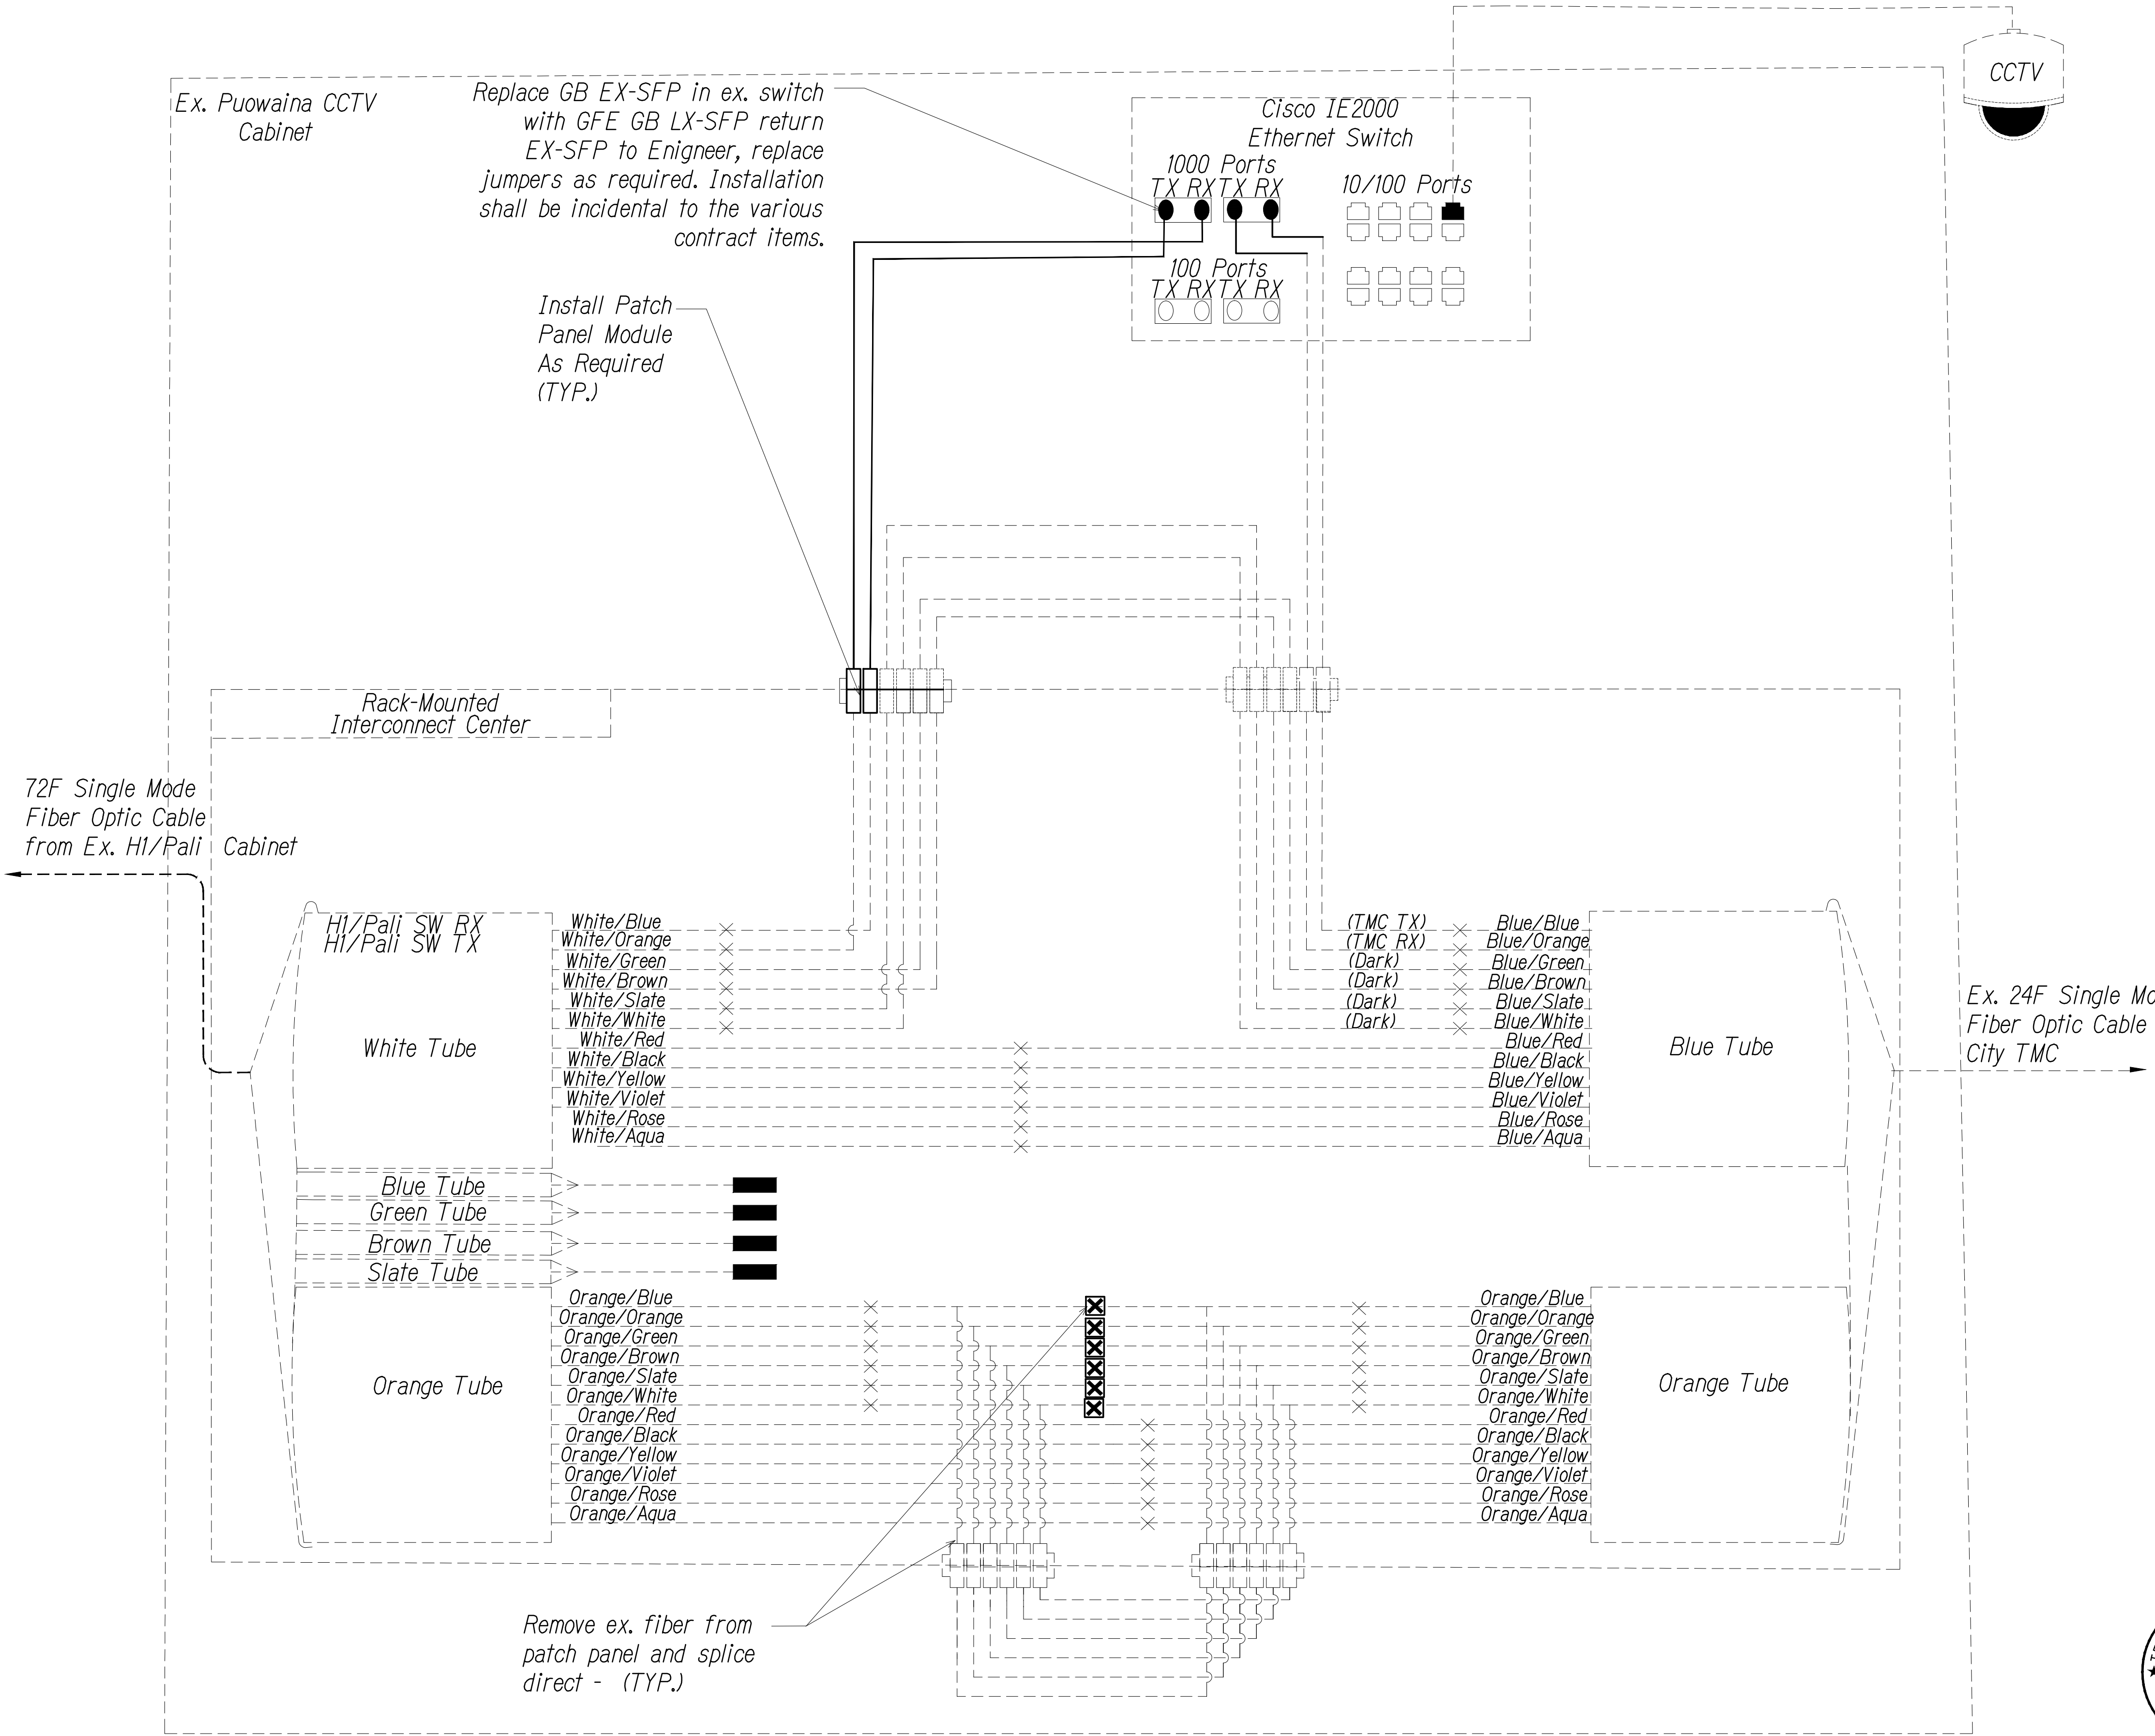 CCTV
Ex. Puowaina CCTV
Cabinet
Replace GB EX-SFP in ex. switch
with GFE GB LX-SFP return
EX-SFP to Enigneer, replace
jumpers as required. Installation
shall be incidental to the various
contract items.
Cisco IE2000
Ethernet Switch
1000 Ports
TX RX TX RX
10/100 Ports
100 Ports
TX RX TX RX
Install Patch
Panel Module
As Required
(TYP.)
Rack-Mounted
Interconnect Center
72F Single Mode
Fiber Optic Cable
from Ex. H1/Pali Cabinet
H1/Pali SW RX
H1/Pali SW TX
White Tube
White/Blue
White/Orange
White/Green
White/Brown
White/Slate
White/White
White/Red
White/Black
White/Yellow
White/Violet
White/Rose
White/Aqua
(TMC TX)
(TMC RX)
(Dark)
(Dark)
(Dark)
(Dark)
Blue/Blue
Blue/Orange
Blue/Green
Blue/Brown
Blue/Slate
Blue/White
Blue/Red
Blue/Black
Blue/Yellow
Blue/Violet
Blue/Rose
Blue/Aqua
Blue Tube
Ex. 24F Single Mo
Fiber Optic Cable
City TMC
Blue Tube
Green Tube
Brown Tube
Slate Tube
Orange Tube
Orange/Blue
Orange/Orange
Orange/Green
Orange/Brown
Orange/Slate
Orange/White
Orange/Red
Orange/Black
Orange/Yellow
Orange/Violet
Orange/Rose
Orange/Aqua
Orange/Blue
Orange/Orange
Orange/Green
Orange/Brown
Orange/Slate
Orange/White
Orange/Red
Orange/Black
Orange/Yellow
Orange/Violet
Orange/Rose
Orange/Aqua
Orange Tube
Remove ex. fiber from
patch panel and splice
direct - (TYP.)